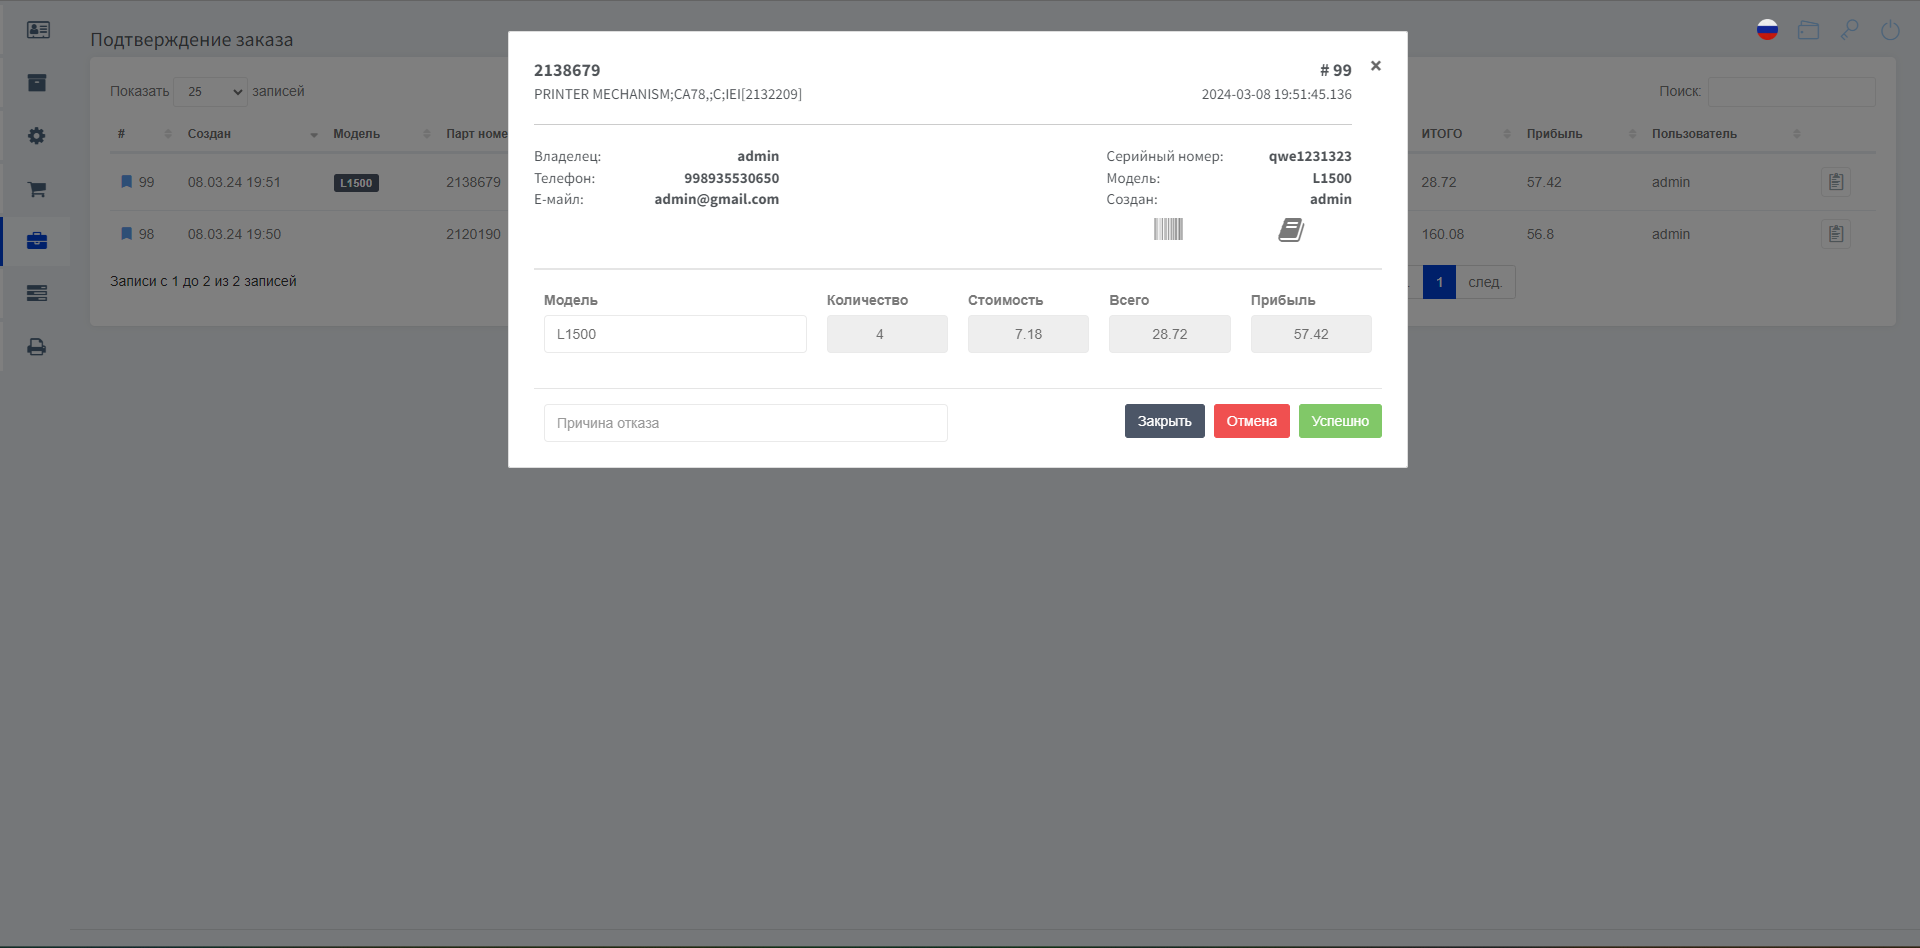 Подтверждение заказа
Показать 25 записей
Поиск:
# Создан Модель Парт номе ИТОГО Прибыль Пользователь
99 08.03.24 19:51 L1500 2138679 28.72 57.42 admin
98 08.03.24 19:50 2120190 160.08 56.8 admin
Записи с 1 до 2 из 2 записей
1 след.
2138679 # 99 ×
PRINTER MECHANISM;CA78,;C;IEI[2132209] 2024-03-08 19:51:45.136
Владелец: admin Серийный номер: qwe1231323
Телефон: 998935530650 Модель: L1500
Е-майл: admin@gmail.com Создан: admin
Модель Количество Стоимость Всего Прибыль
L1500 4 7.18 28.72 57.42
Причина отказа Закрыть Отмена Успешно